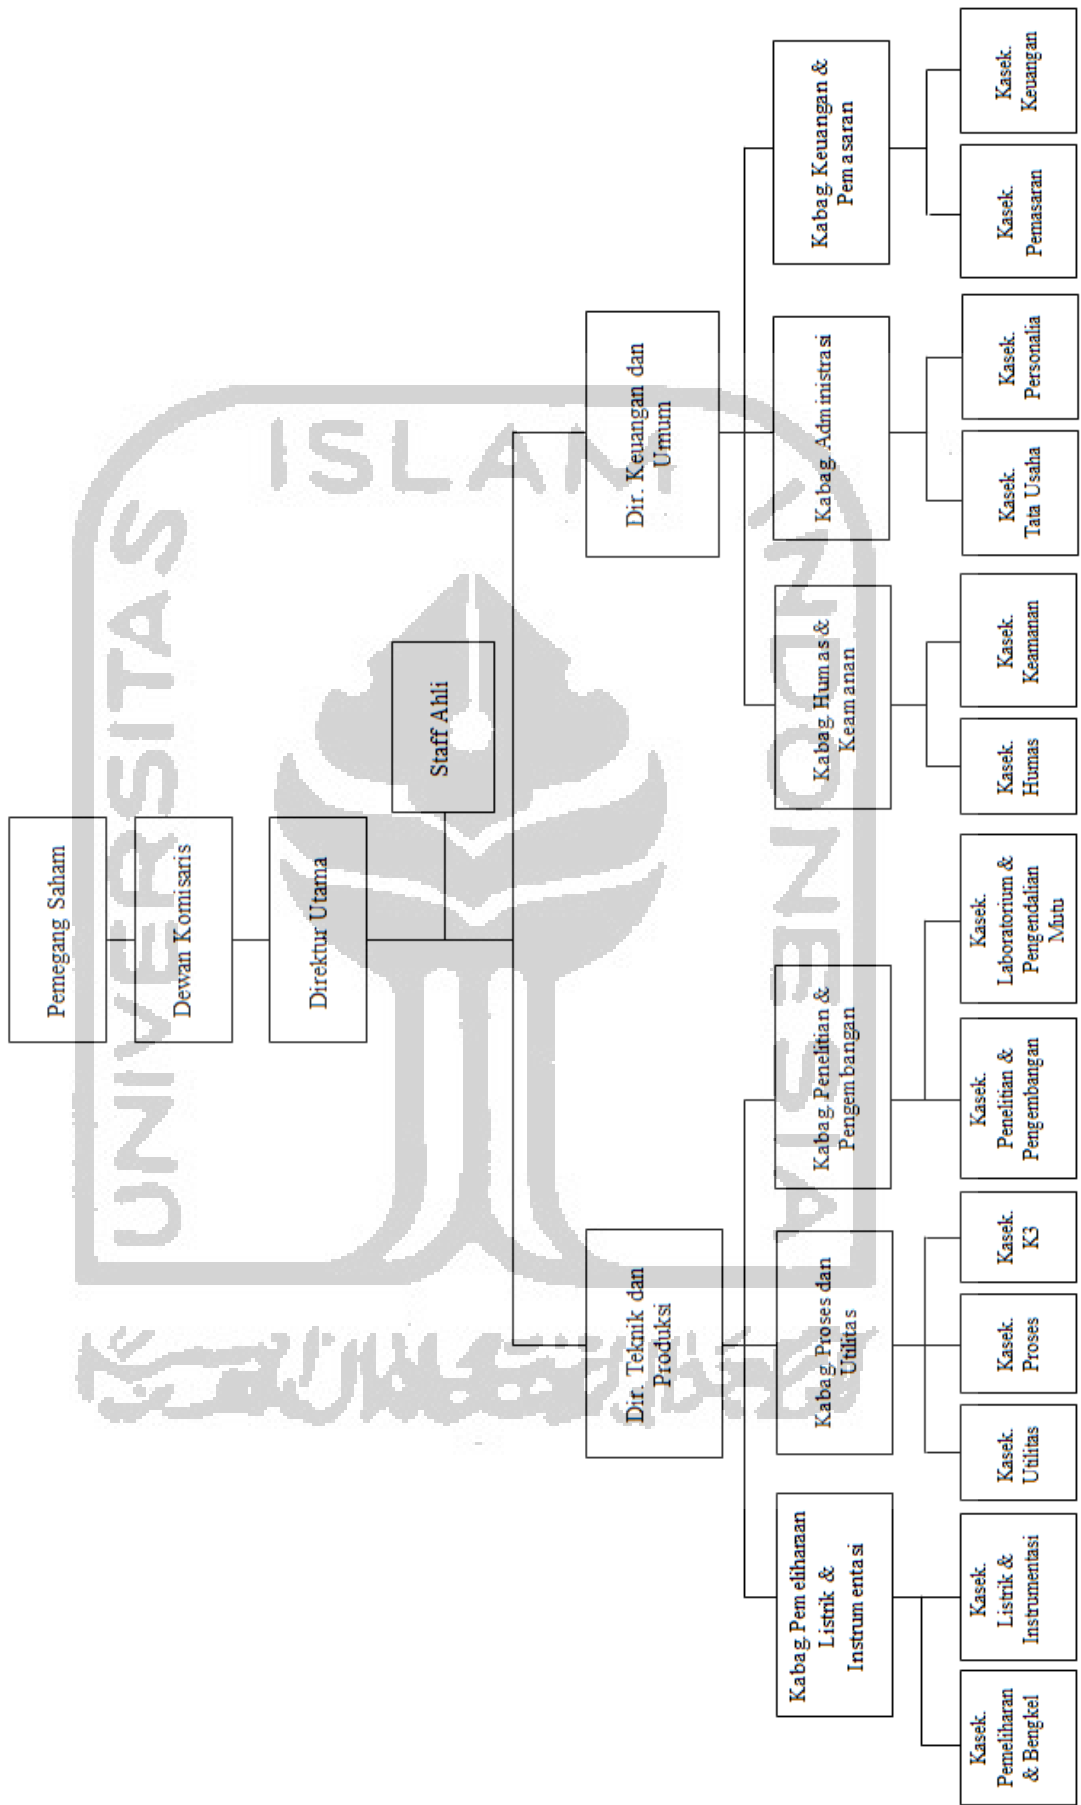 Pemegang Saham
Dewan Komisaris
Direktur Utama
Staff Ahli
Dir. Teknik dan
Produksi
Dir. Keuangan dan
Umum
Kabag.Pemeliharaan
Listrik &
Instrumentasi
Kabag.Proses dan
Utilitas
Kabag.Penelitian &
Pengembangan
Kabag.Humas &
Keamanan
Kabag.Administrasi
Kabag.Keuangan &
Pemasaran
Kasek.
Pemeliharan
& Bengkel
Kasek.
Listrik &
Instrumentasi
Kasek.
Utilitas
Kasek.
Proses
Kasek.
K3
Kasek.
Penelitian &
Pengembangan
Kasek.
Laboratorium &
Pengendalian
Mutu
Kasek.
Humas
Kasek.
Keamanan
Kasek.
Tata Usaha
Kasek.
Personalia
Kasek.
Pemasaran
Kasek.
Keuangan
UNIVERSITAS
ISLAM
INDONESIA